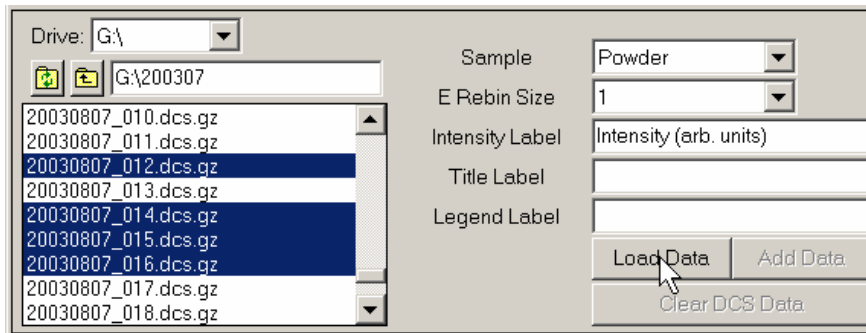 Drive: G:\
G:\200307
20030807_010.dcs.gz
20030807_011.dcs.gz
20030807_012.dcs.gz
20030807_013.dcs.gz
20030807_014.dcs.gz
20030807_015.dcs.gz
20030807_016.dcs.gz
20030807_017.dcs.gz
20030807_018.dcs.gz
Sample Powder
E Rebin Size 1
Intensity Label Intensity (arb. units)
Title Label
Legend Label
Load Data Add Data
Clear DCS Data